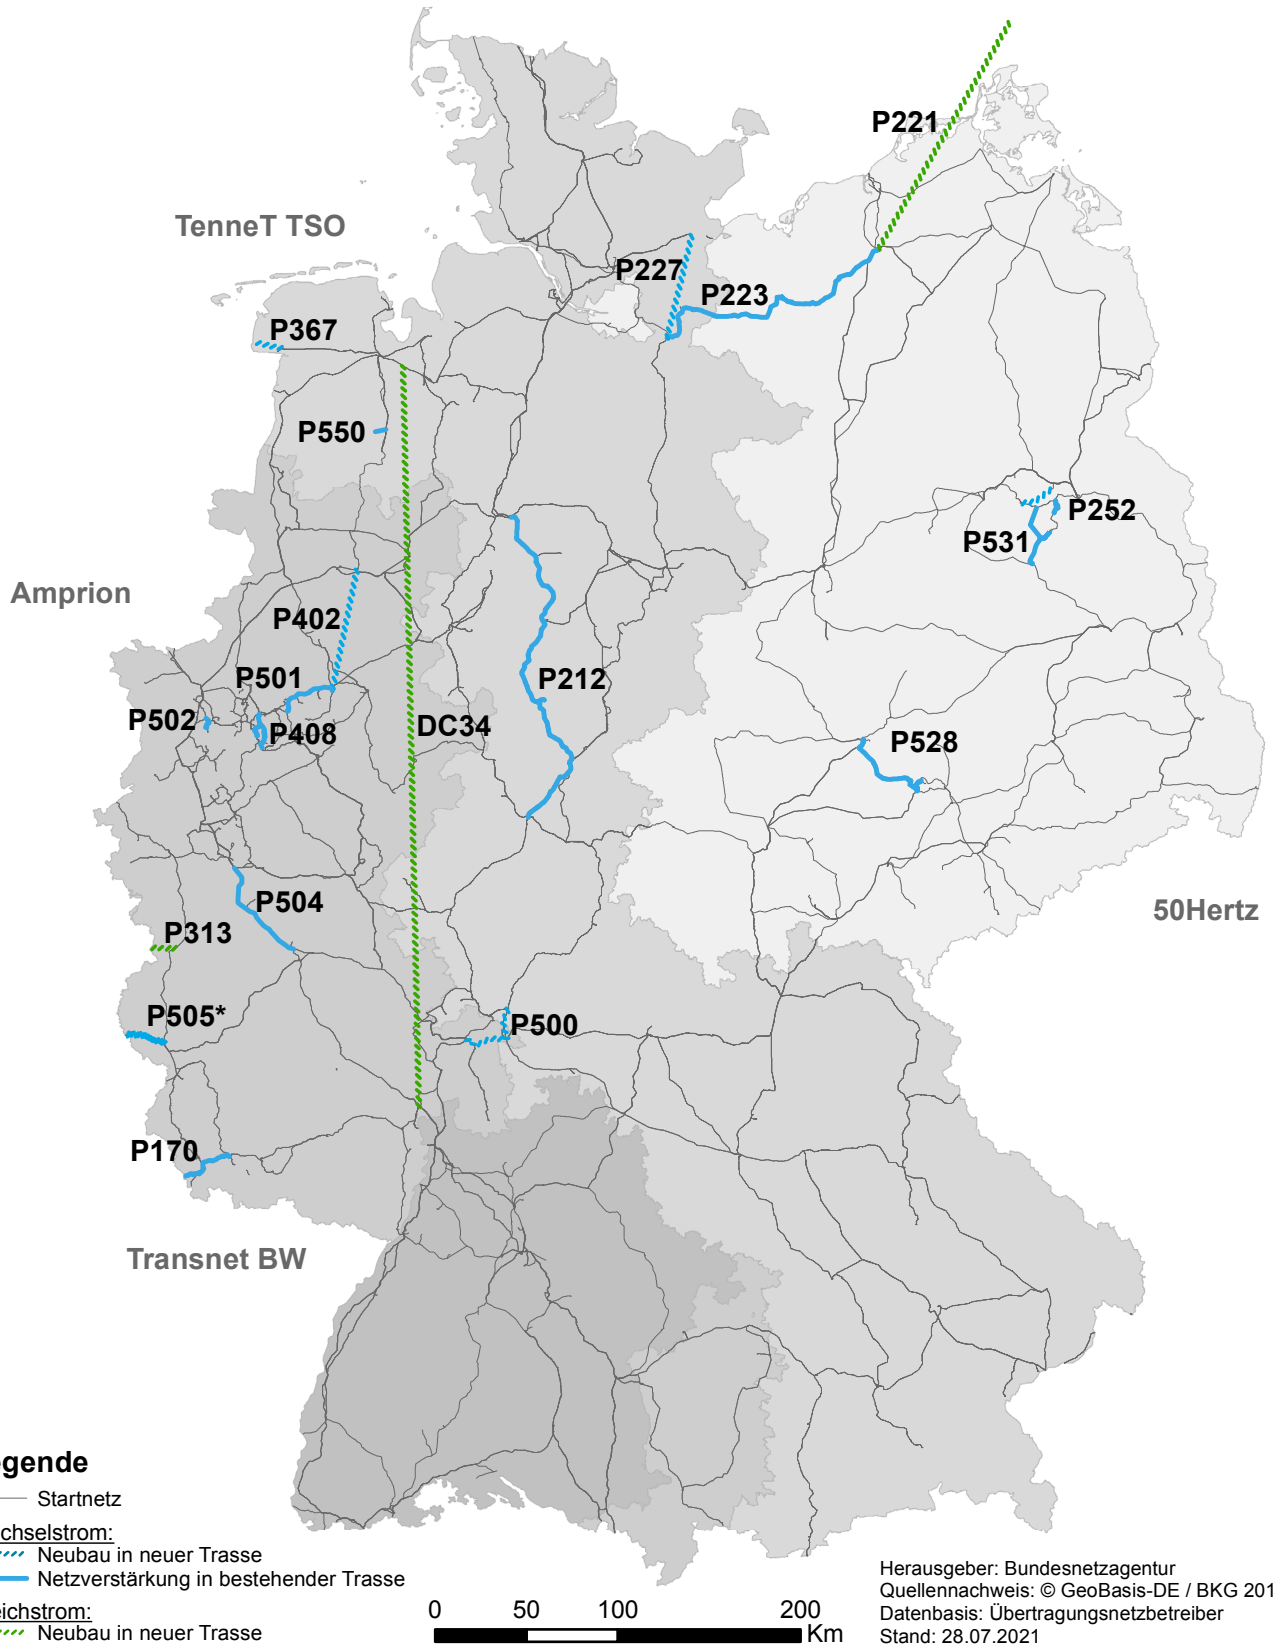 P221
TenneT TSO
P227
P223
P367
P550
P252
P531
Amprion
P402
P501
P212
P502
P408
DC34
P528
P504
50Hertz
P313
P505*
P500
P170
Transnet BW
gende
Startnetz
chselstrom:
Neubau in neuer Trasse
Netzverstärkung in bestehender Trasse
eichstrom:
Neubau in neuer Trasse
0 50 100 200
Km
Herausgeber: Bundesnetzagentur
Quellennachweis: © GeoBasis-DE / BKG 201
Datenbasis: Übertragungsnetzbetreiber
Stand: 28.07.2021